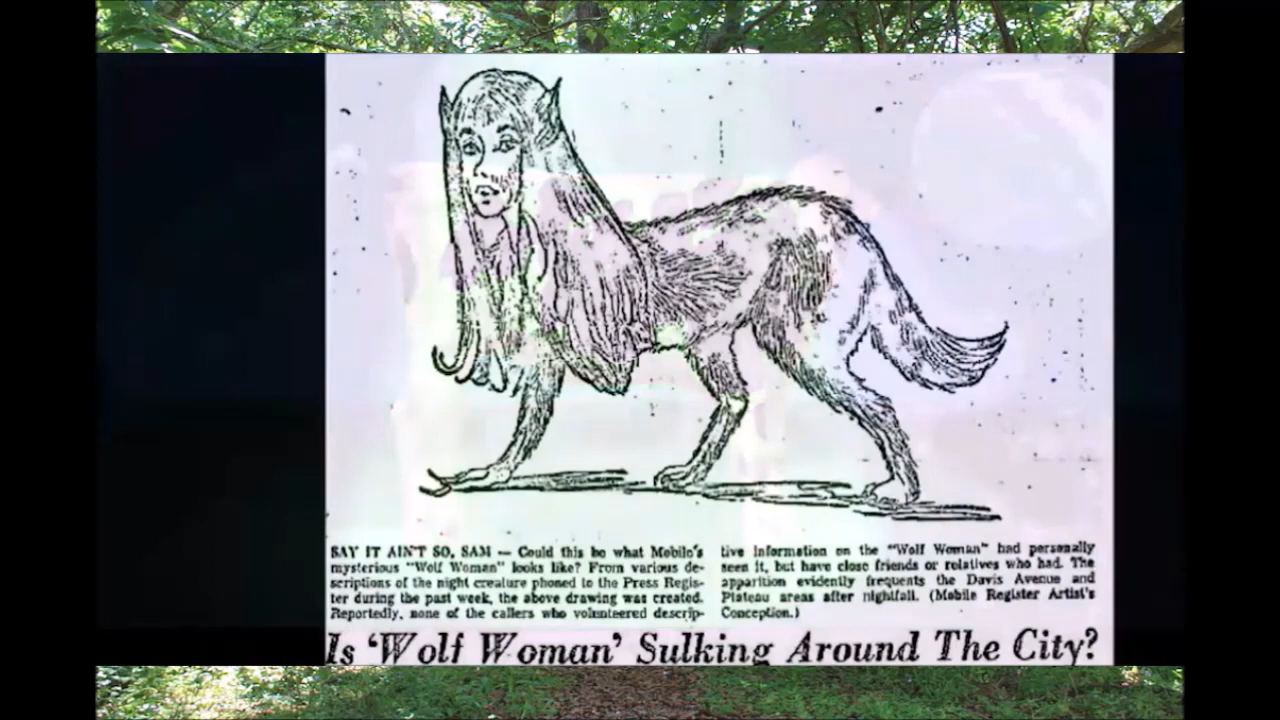 SAY IT AIN'T SO, SAM — Could this be what Mobile's
mysterious "Wolf Woman" looks like? From various de-
scriptions of the night creature phoned to the Press Regis-
ter during the past week, the above drawing was created.
Reportedly, none of the callers who volunteered descrip-
tive information on the "Wolf Woman" had personally
seen it, but have close friends or relatives who had. The
apparition evidently frequents the Davis Avenue and
Plateau areas after nightfall. (Mobile Register Artist's
Conception.)
Is 'Wolf Woman' Sulking Around The City?